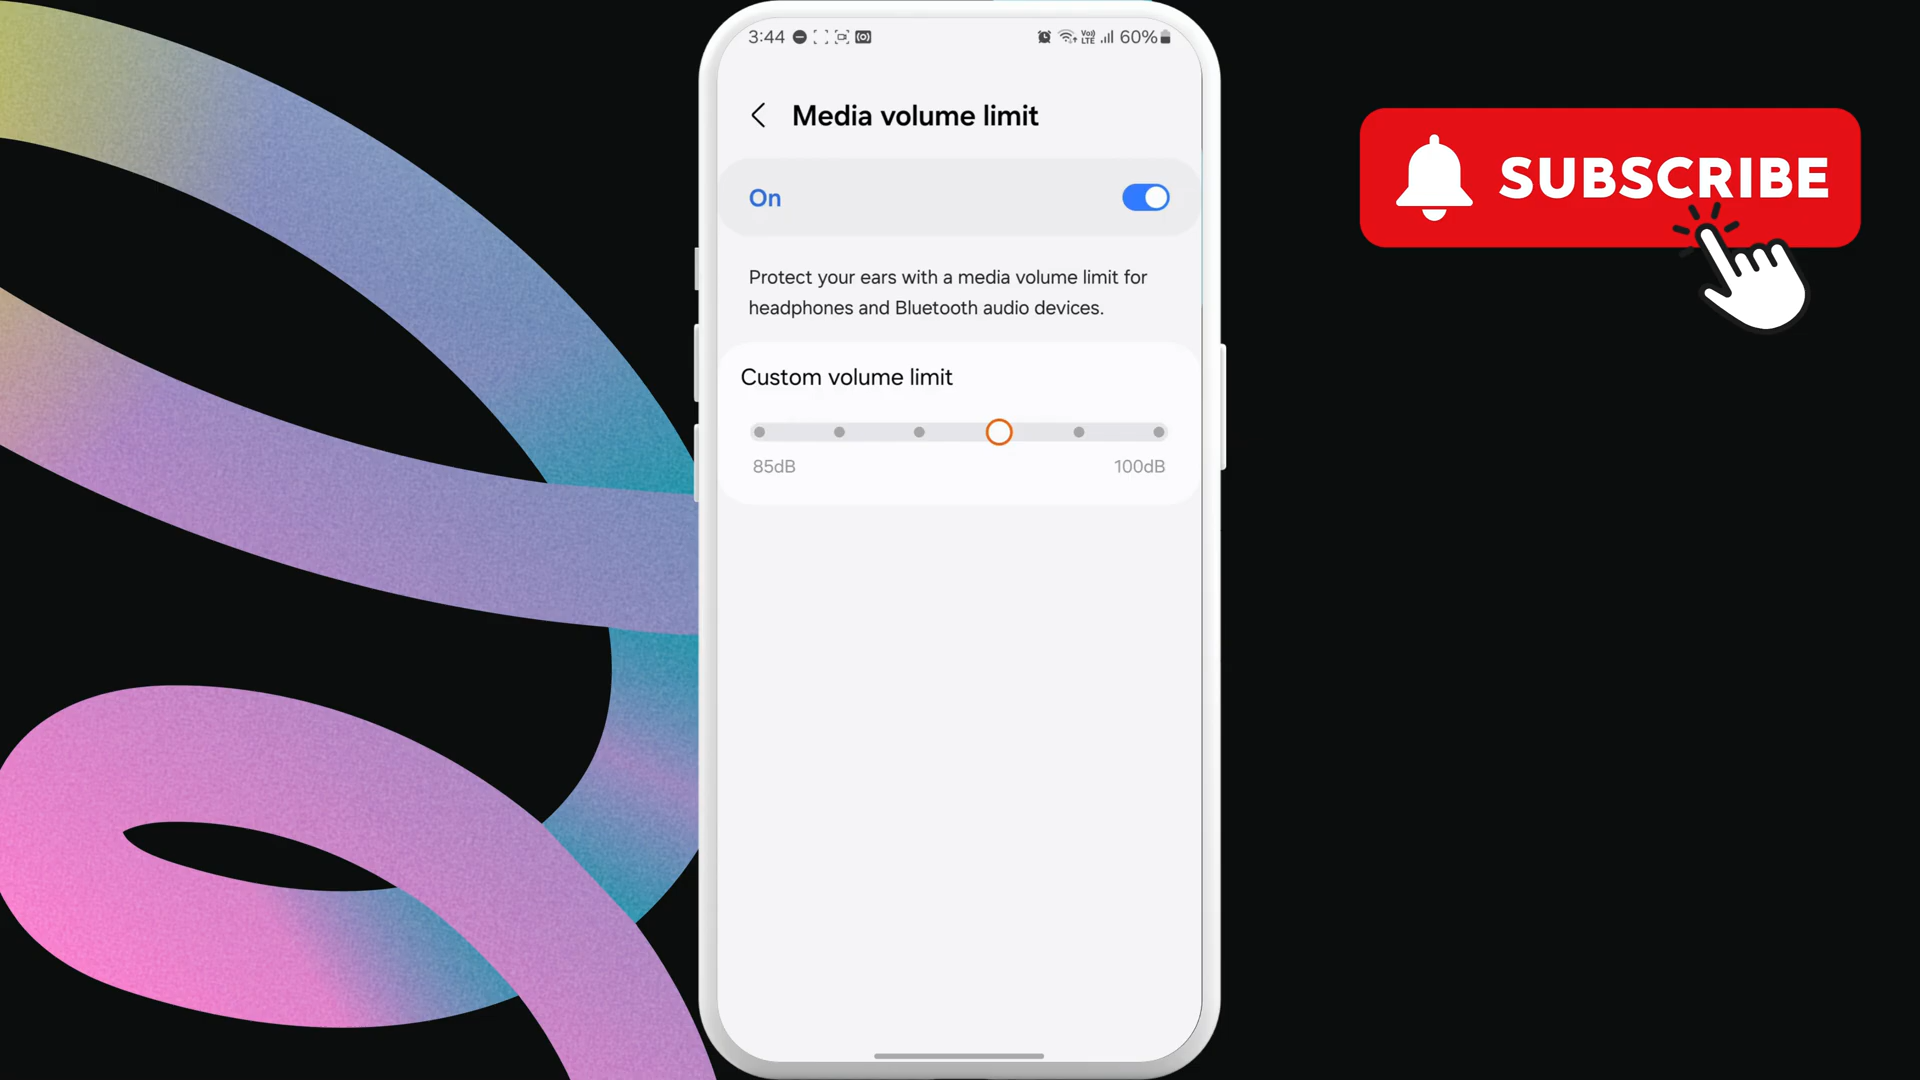 3:44 60%
Media volume limit
On
Protect your ears with a media volume limit for
headphones and Bluetooth audio devices.
Custom volume limit
85dB 100dB
SUBSCRIBE